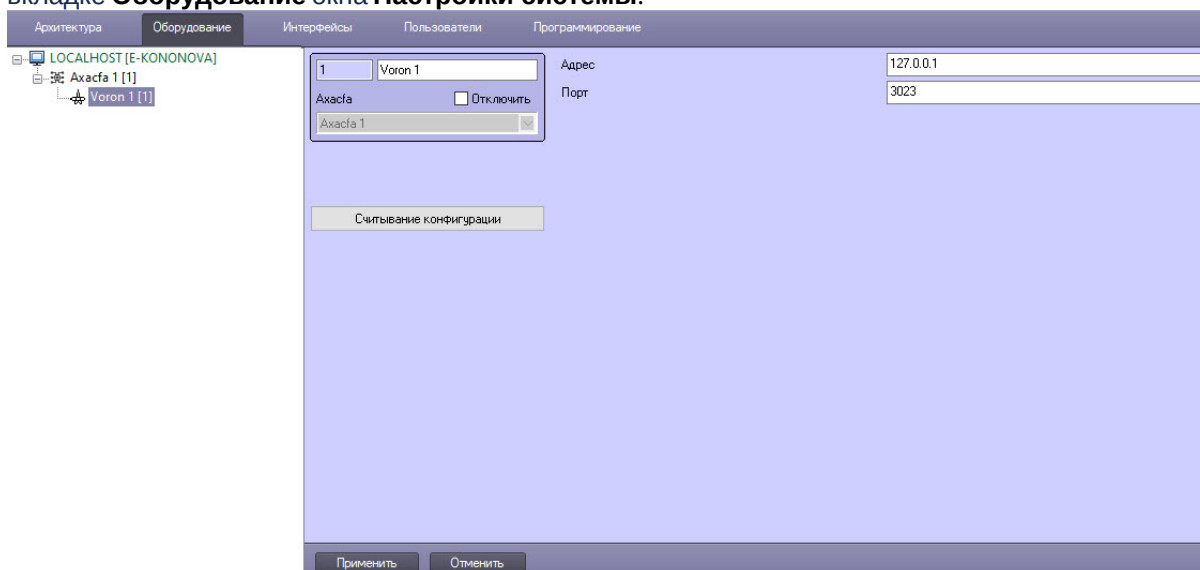 вкладке Оборудование окна Настройки системы.
Архитектура Оборудование Интерфейсы Пользователи Программирование
LOCALHOST [E-KONONOVA]
Axacfa 1 [1]
Voron 1 [1]
1 Voron 1
Axacfa Отключить
Axacfa 1
Считывание конфигурации
Адрес 127.0.0.1
Порт 3023
Применить Отменить